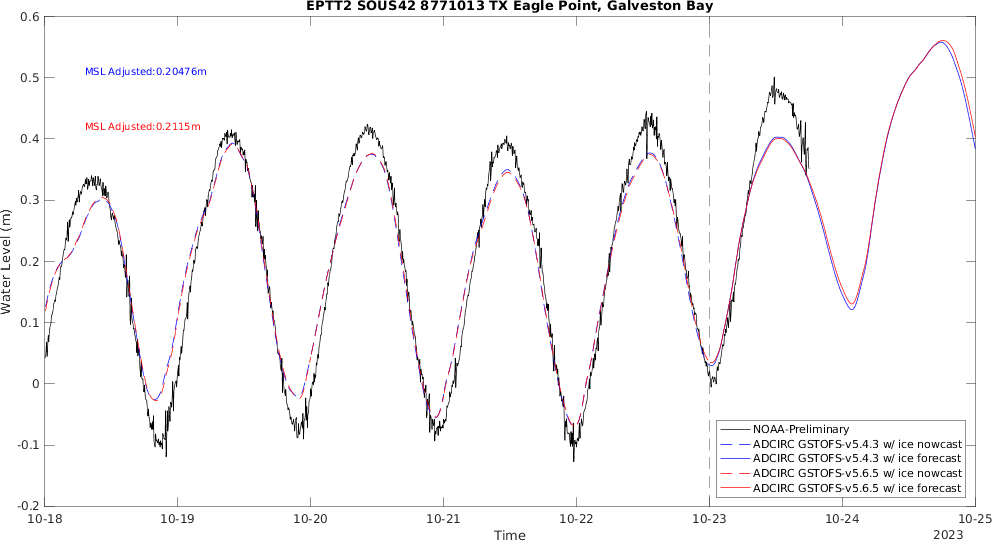 EPTT2 SOUS42 8771013 TX Eagle Point, Galveston Bay
0.6
0.5
0.4
0.3
0.2
0.1
0
-0.1
-0.2
Water Level (m)
MSL Adjusted:0.20476m
MSL Adjusted:0.2115m
NOAA-Preliminary
ADCIRC GSTOFS-v5.4.3 w/ ice nowcast
ADCIRC GSTOFS-v5.4.3 w/ ice forecast
ADCIRC GSTOFS-v5.6.5 w/ ice nowcast
ADCIRC GSTOFS-v5.6.5 w/ ice forecast
10-18 10-19 10-20 10-21 10-22 10-23 10-24 10-25
Time
2023